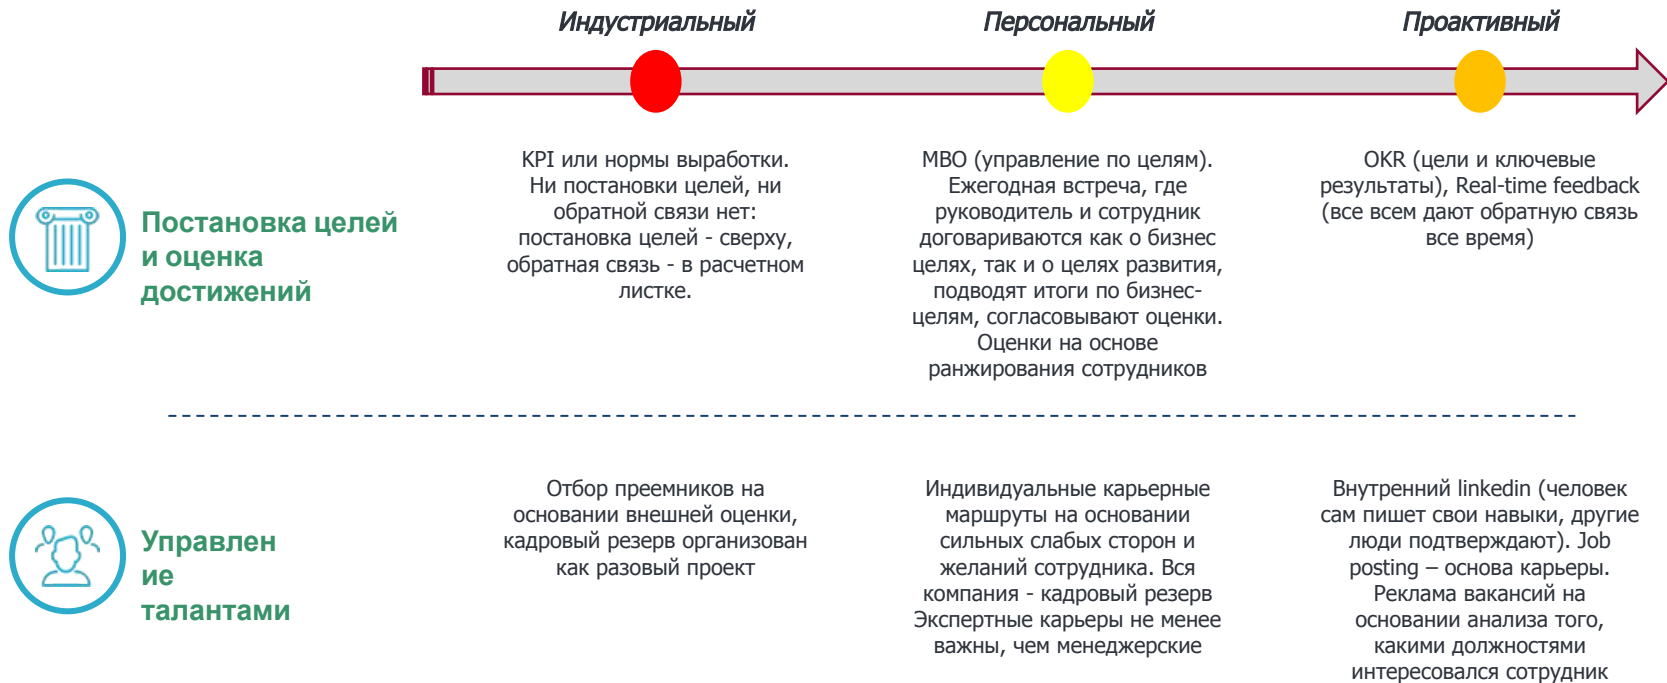 Индустриальный
Персональный
Проактивный
Постановка целей
и оценка
достижений
KPI или нормы выработки.
Ни постановки целей, ни
обратной связи нет:
постановка целей - сверху,
обратная связь - в расчетном
листке.
МВО (управление по целям).
Ежегодная встреча, где
руководитель и сотрудник
договариваются как о бизнес
целях, так и о целях развития,
подводят итоги по бизнес-
целям, согласовывают оценки.
Оценки на основе
ранжирования сотрудников
OKR (цели и ключевые
результаты), Real-time feedback
(все всем дают обратную связь
все время)
Управлен
ие
талантами
Отбор преемников на
основании внешней оценки,
кадровый резерв организован
как разовый проект
Индивидуальные карьерные
маршруты на основании
сильных слабых сторон и
желаний сотрудника. Вся
компания - кадровый резерв
Экспертные карьеры не менее
важны, чем менеджерские
Внутренний linkedin (человек
сам пишет свои навыки, другие
люди подтверждают). Job
posting – основа карьеры.
Реклама вакансий на
основании анализа того,
какими должностями
интересовался сотрудник